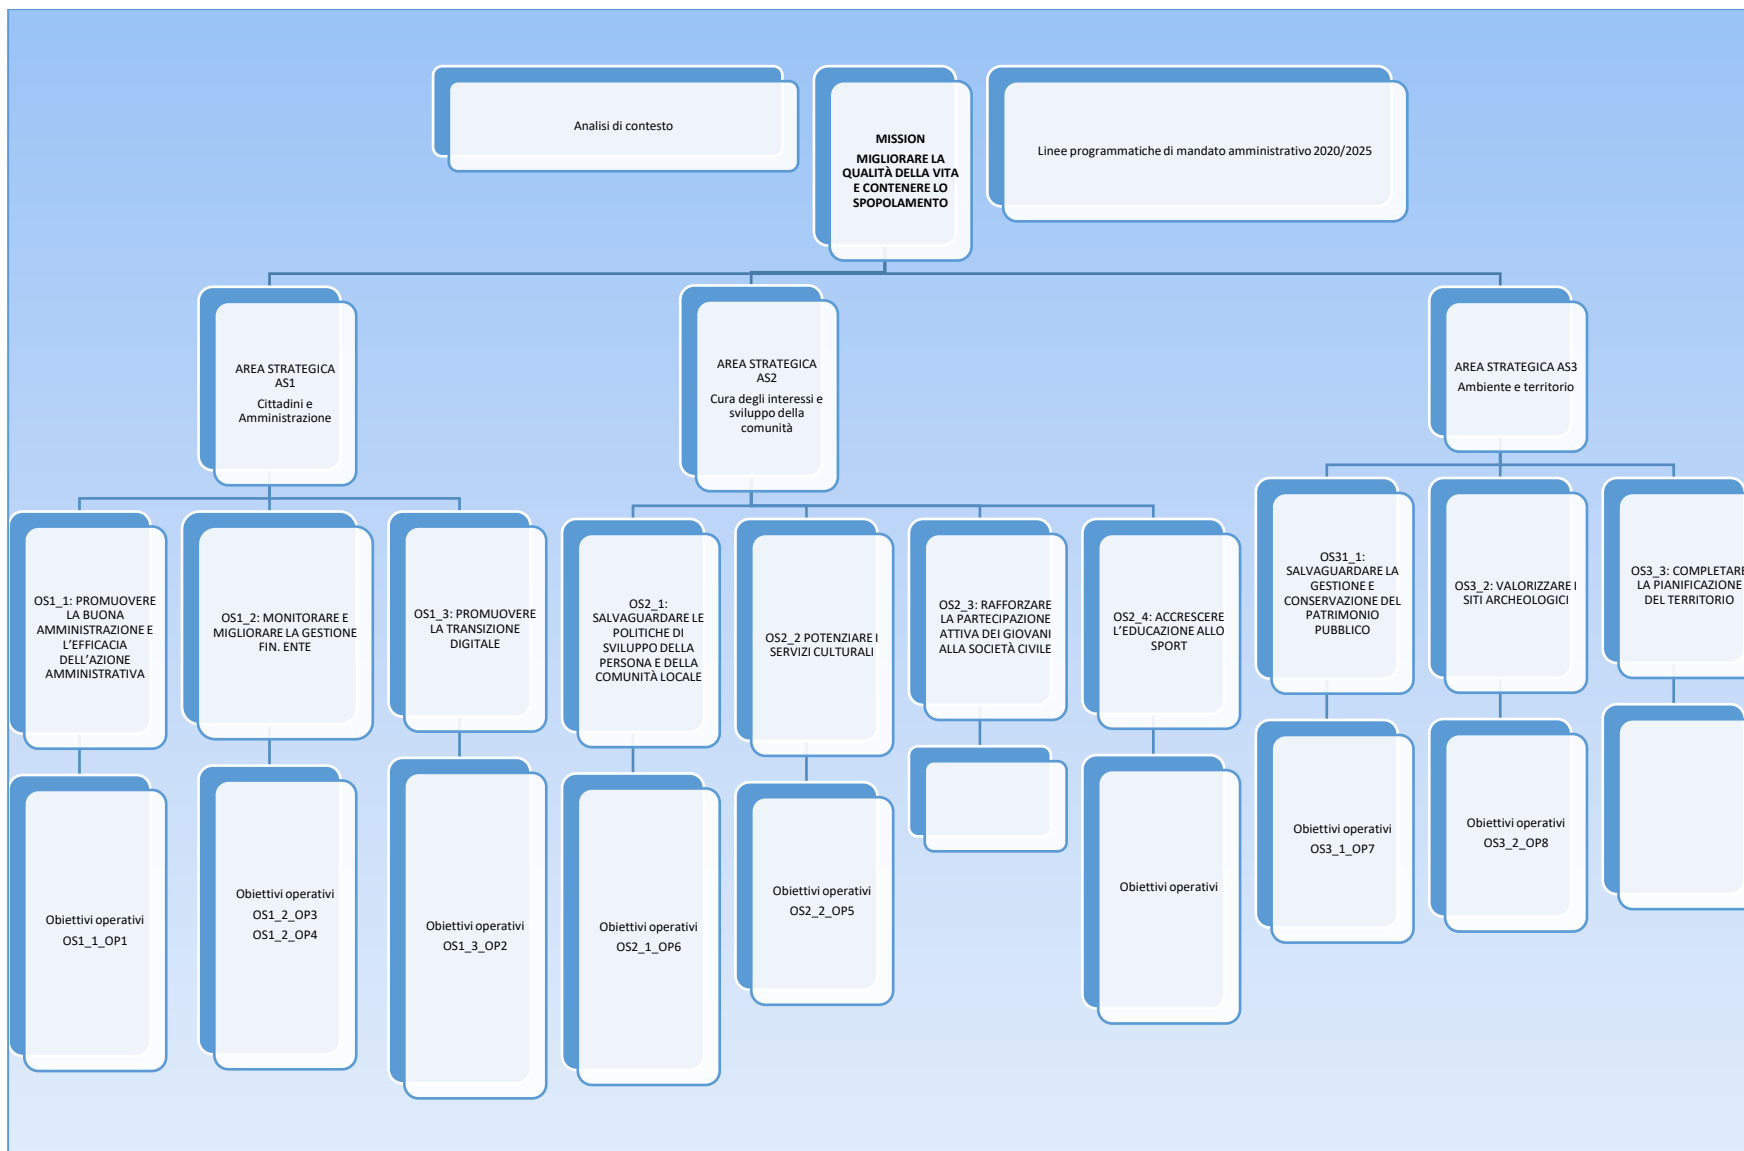 Analisi di contesto
MISSION
MIGLIORARE LA
QUALITÀ DELLA VITA
E CONTENERE LO
SPOPOLAMENTO
Linee programmatiche di mandato amministrativo 2020/2025
AREA STRATEGICA
AS1
Cittadini e
Amministrazione
AREA STRATEGICA
AS2
Cura degli interessi e
sviluppo della
comunità
AREA STRATEGICA AS3
Ambiente e territorio
OS1_1: PROMUOVERE
LA BUONA
AMMINISTRAZIONE E
L'EFFICACIA
DELL'AZIONE
AMMINISTRATIVA
OS1_2: MONITORARE E
MIGLIORARE LA GESTIONE
FIN. ENTE
OS1_3: PROMUOVERE
LA TRANSIZIONE
DIGITALE
OS2_1:
SALVAGUARDARE LE
POLITICHE DI
SVILUPPO DELLA
PERSONA E DELLA
COMUNITÀ LOCALE
OS2_2 POTENZIARE I
SERVIZI CULTURALI
OS2_3: RAFFORZARE
LA PARTECIPAZIONE
ATTIVA DEI GIOVANI
ALLA SOCIETÀ CIVILE
OS2_4: ACCRESCERE
L'EDUCAZIONE ALLO
SPORT
OS31_1:
SALVAGUARDARE LA
GESTIONE E
CONSERVAZIONE DEL
PATRIMONIO
PUBBLICO
OS3_2: VALORIZZARE I
SITI ARCHEOLOGICI
OS3_3: COMPLETARE
LA PIANIFICAZIONE
DEL TERRITORIO
Obiettivi operativi
OS1_1_OP1
Obiettivi operativi
OS1_2_OP3
OS1_2_OP4
Obiettivi operativi
OS1_3_OP2
Obiettivi operativi
OS2_1_OP6
Obiettivi operativi
OS2_2_OP5
Obiettivi operativi
Obiettivi operativi
OS3_1_OP7
Obiettivi operativi
OS3_2_OP8